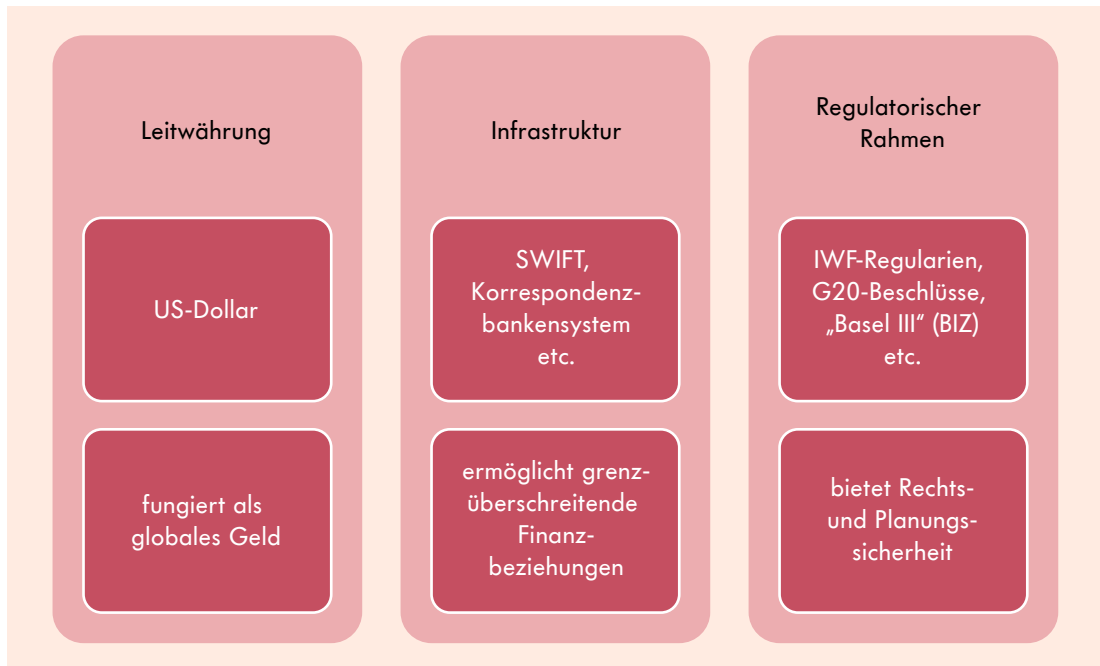 Leitwährung
US-Dollar
fungiert als
globales Geld
Infrastruktur
SWIFT,
Korrespondenz-
bankensystem
etc.
ermöglicht grenz-
überschreitende
Finanz-
beziehungen
Regulatorischer
Rahmen
IWF-Regularien,
G20-Beschlüsse,
„Basel III“ (BIZ)
etc.
bietet Rechts-
und Planungs-
sicherheit